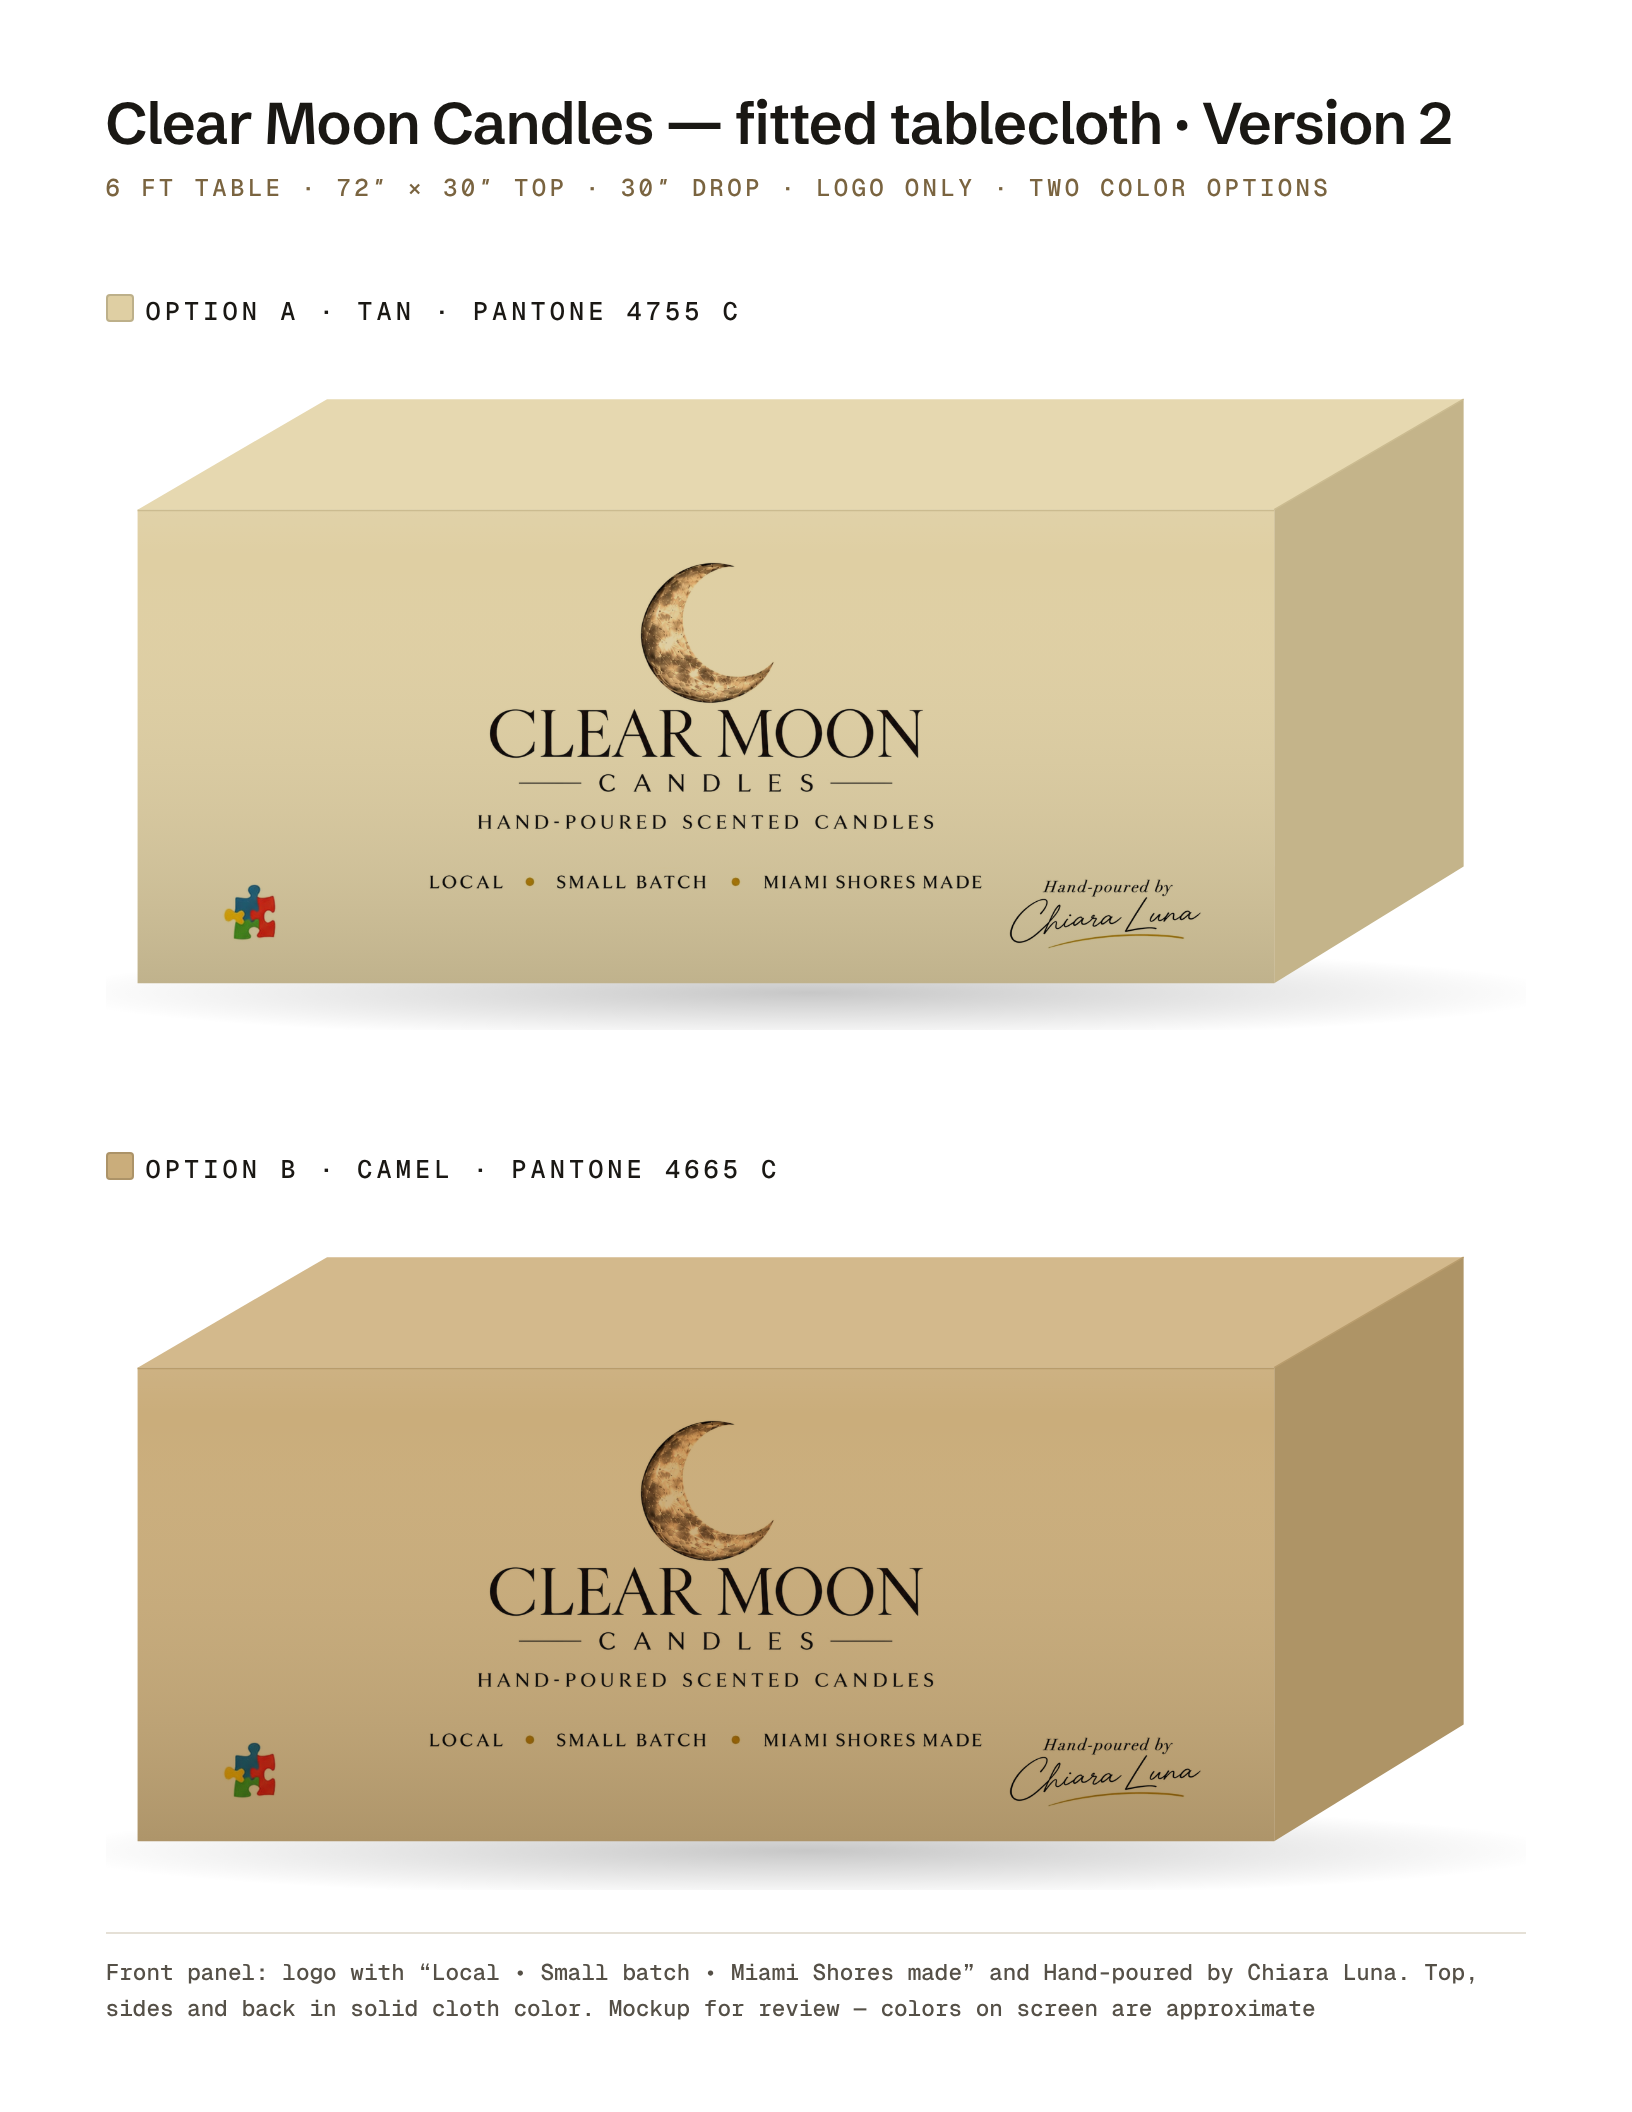 Clear Moon Candles — fitted tablecloth · Version 2
6 FT TABLE · 72″ × 30″ TOP · 30″ DROP · LOGO ONLY · TWO COLOR OPTIONS
OPTION A · TAN · PANTONE 4755 C
CLEAR MOON
CANDLES
HAND-POURED SCENTED CANDLES
LOCAL • SMALL BATCH • MIAMI SHORES MADE
Hand-poured by
Chiara Luna
OPTION B · CAMEL · PANTONE 4665 C
CLEAR MOON
CANDLES
HAND-POURED SCENTED CANDLES
LOCAL • SMALL BATCH • MIAMI SHORES MADE
Hand-poured by
Chiara Luna
Front panel: logo with “Local • Small batch • Miami Shores made” and Hand-poured by Chiara Luna. Top,
sides and back in solid cloth color. Mockup for review — colors on screen are approximate